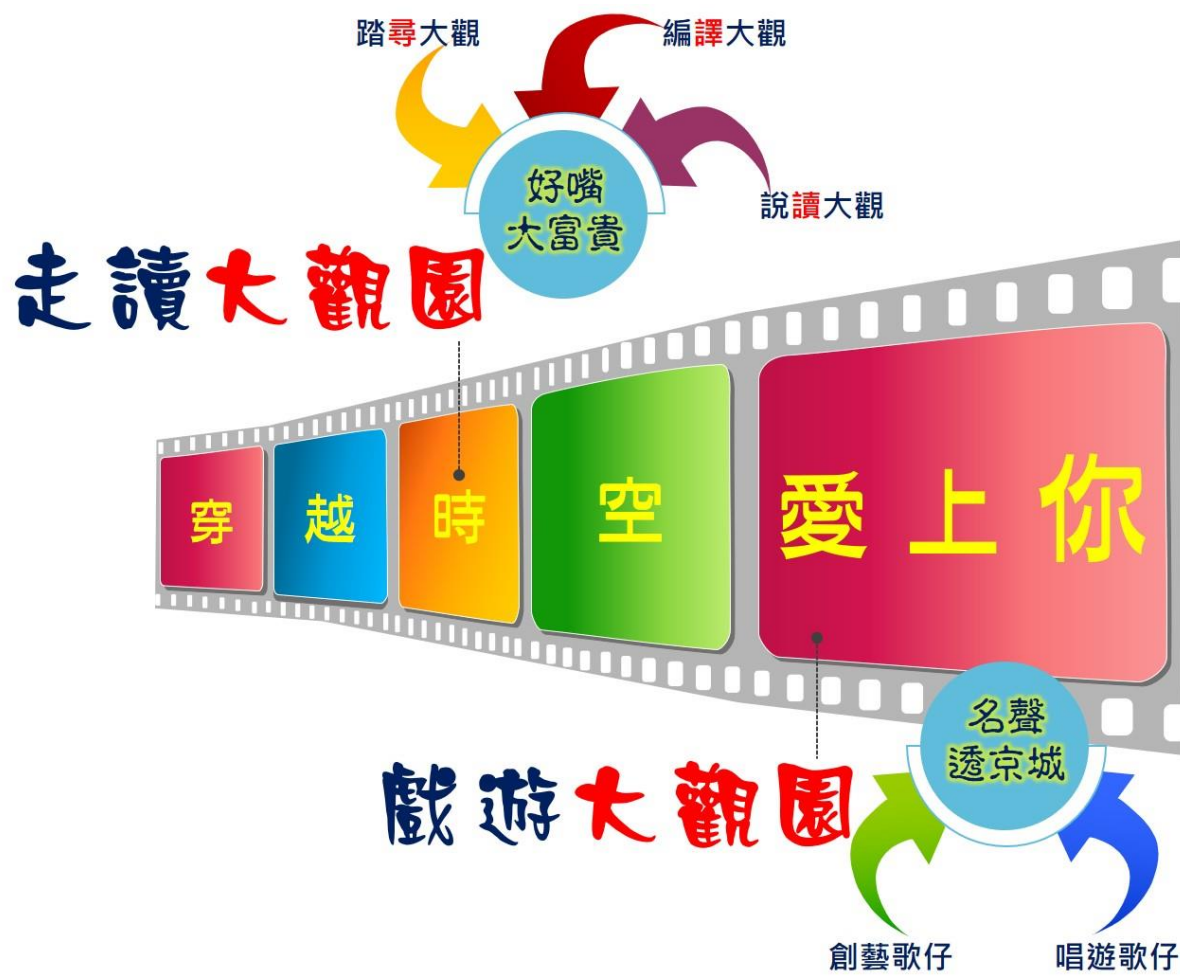 踏尋大觀
編譯大觀
說讀大觀
好嘴
大富貴
走讀大觀園
穿越時空愛上你
名聲
透京城
戲遊大觀園
創藝歌仔
唱遊歌仔